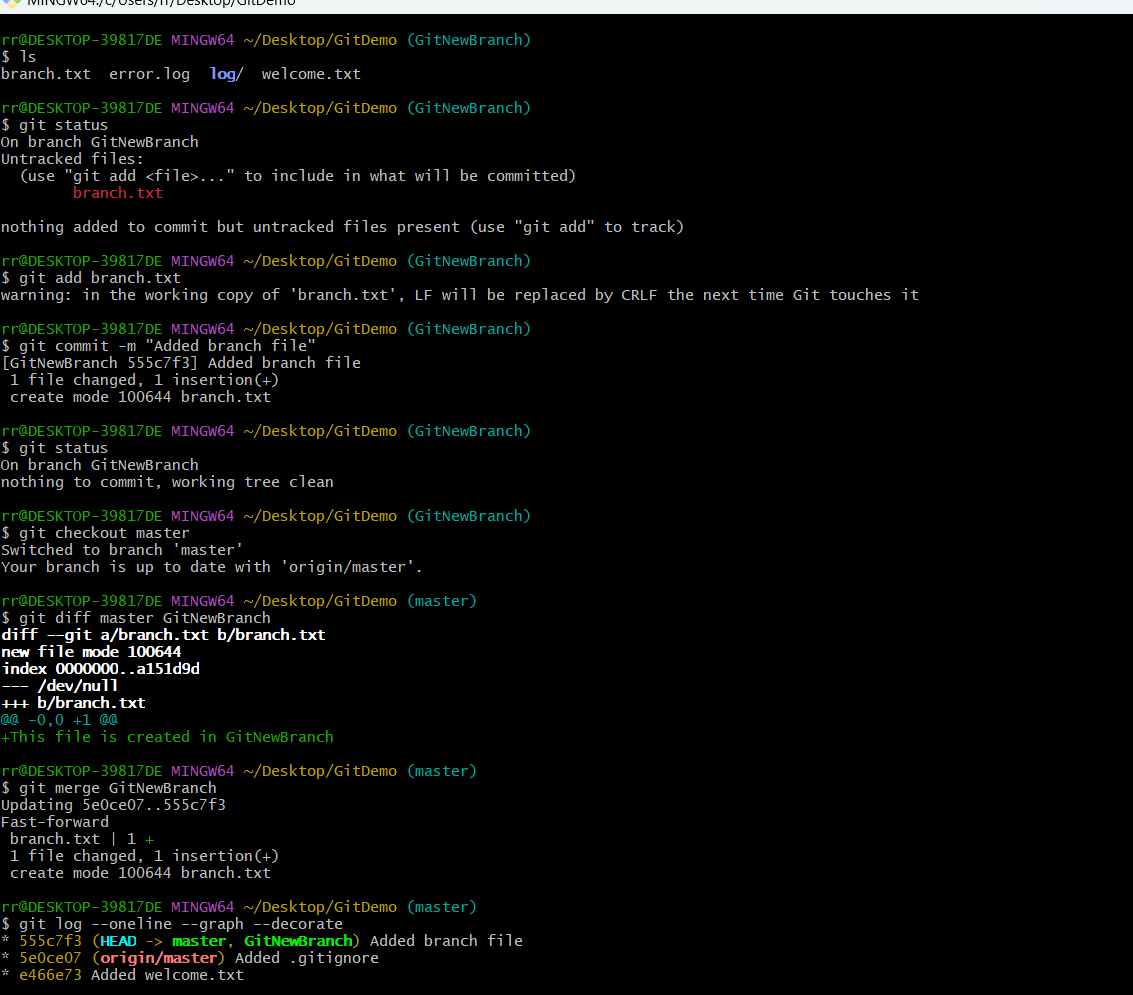 MINGW64:/c/Users/rr/Desktop/GitDemo
rr@DESKTOP-39817DE MINGW64 ~/Desktop/GitDemo (GitNewBranch)
$ ls
branch.txt  error.log  log/  welcome.txt
rr@DESKTOP-39817DE MINGW64 ~/Desktop/GitDemo (GitNewBranch)
$ git status
On branch GitNewBranch
Untracked files:
  (use "git add <file>..." to include in what will be committed)
        branch.txt
nothing added to commit but untracked files present (use "git add" to track)
rr@DESKTOP-39817DE MINGW64 ~/Desktop/GitDemo (GitNewBranch)
$ git add branch.txt
warning: in the working copy of 'branch.txt', LF will be replaced by CRLF the next time Git touches it
rr@DESKTOP-39817DE MINGW64 ~/Desktop/GitDemo (GitNewBranch)
$ git commit -m "Added branch file"
[GitNewBranch 555c7f3] Added branch file
 1 file changed, 1 insertion(+)
 create mode 100644 branch.txt
rr@DESKTOP-39817DE MINGW64 ~/Desktop/GitDemo (GitNewBranch)
$ git status
On branch GitNewBranch
nothing to commit, working tree clean
rr@DESKTOP-39817DE MINGW64 ~/Desktop/GitDemo (GitNewBranch)
$ git checkout master
Switched to branch 'master'
Your branch is up to date with 'origin/master'.
rr@DESKTOP-39817DE MINGW64 ~/Desktop/GitDemo (master)
$ git diff master GitNewBranch
diff --git a/branch.txt b/branch.txt
new file mode 100644
index 0000000..a151d9d
--- /dev/null
+++ b/branch.txt
@@ -0,0 +1 @@
+This file is created in GitNewBranch
rr@DESKTOP-39817DE MINGW64 ~/Desktop/GitDemo (master)
$ git merge GitNewBranch
Updating 5e0ce07..555c7f3
Fast-forward
 branch.txt | 1 +
 1 file changed, 1 insertion(+)
 create mode 100644 branch.txt
rr@DESKTOP-39817DE MINGW64 ~/Desktop/GitDemo (master)
$ git log --oneline --graph --decorate
* 555c7f3 (HEAD -> master, GitNewBranch) Added branch file
* 5e0ce07 (origin/master) Added .gitignore
* e466e73 Added welcome.txt